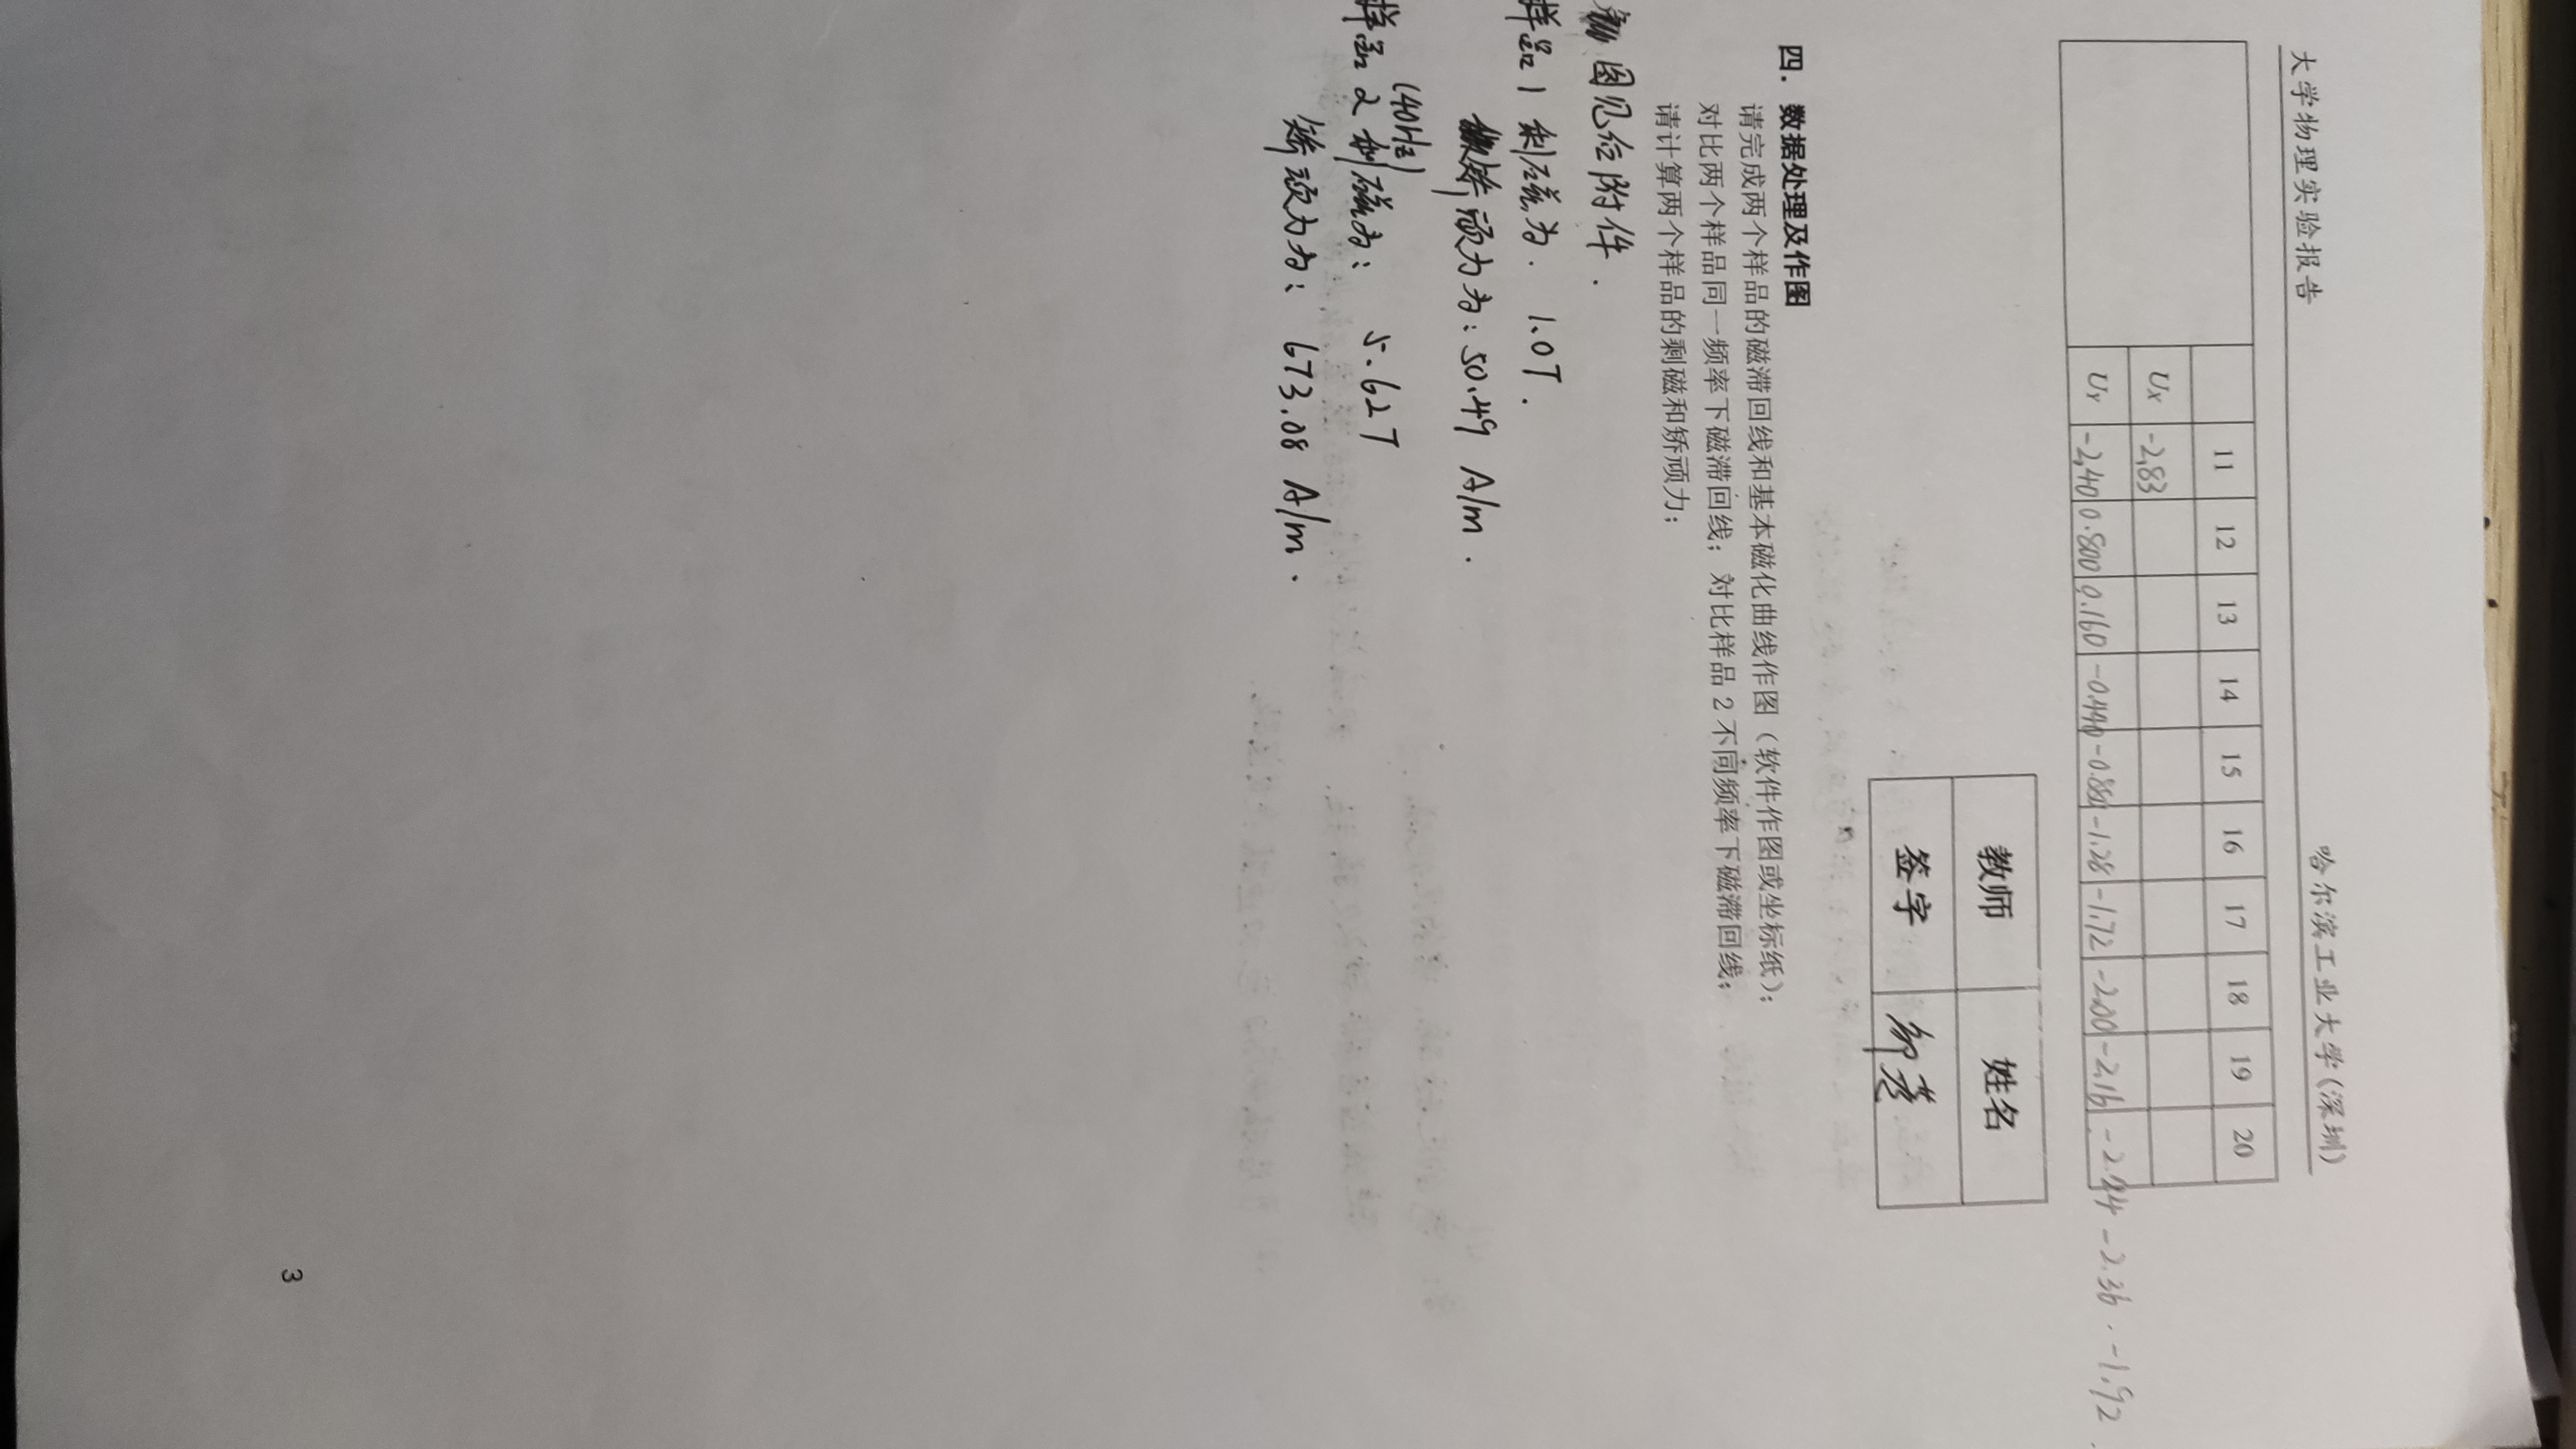 大学物理实验报告 哈尔滨工业大学(深圳)
11 12 13 14 15 16 17 18 19 20
UX -2.83
UY -2.40 0.800 0.160 -0.440 -0.880 -1.28 -1.72 -2.00 -2.16 -2.24 -2.36 -1.92
教师 姓名
签字
四. 数据处理及作图
请完成两个样品的磁滞回线和基本磁化曲线作图（软件作图或坐标纸）；
对比两个样品同一频率下磁滞回线；对比样品 2 不同频率下磁滞回线；
请计算两个样品的剩磁和矫顽力；
图见后附件.
样品1 剩磁为. 1.0T.
矫顽力为: 50.49 A/m.
(40Hz)
样品2 剩磁为: 5.62T
矫顽力为: 673.08 A/m.
3